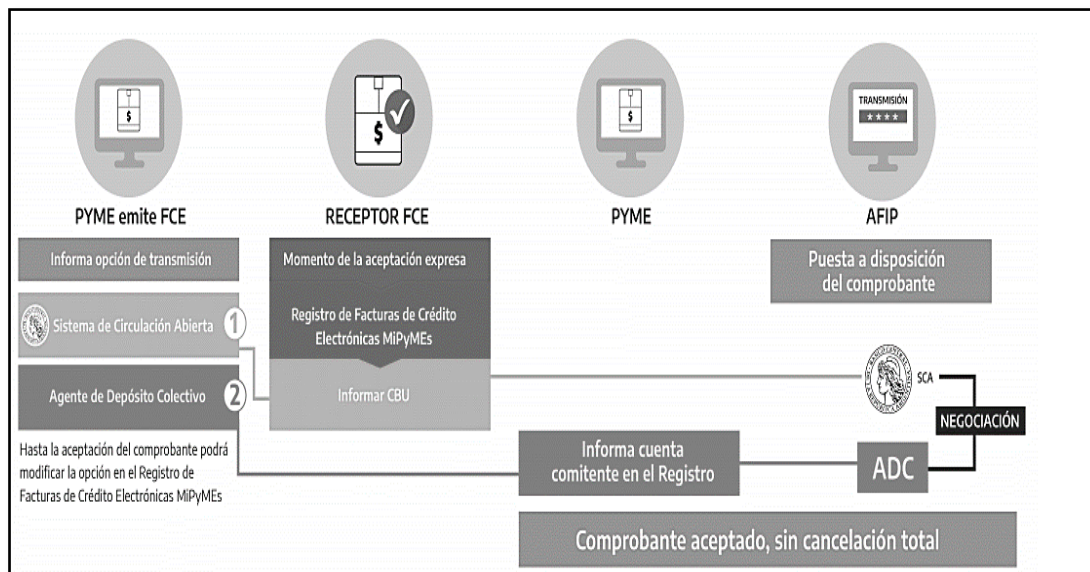 TRANSMISIÓN
****
$
$
$
PYME emite FCE
RECEPTOR FCE
PYME
AFIP
Informa opción de transmisión
Sistema de Circulación Abierta
1
Agente de Depósito Colectivo
2
Hasta la aceptación del comprobante podrá
modificar la opción en el Registro de
Facturas de Crédito Electrónicas MiPyMEs
Momento de la aceptación expresa
Registro de Facturas de Crédito
Electrónicas MiPyMEs
Informar CBU
Informa cuenta
comitente en el Registro
Puesta a disposición
del comprobante
SCA
NEGOCIACIÓN
ADC
Comprobante aceptado, sin cancelación total